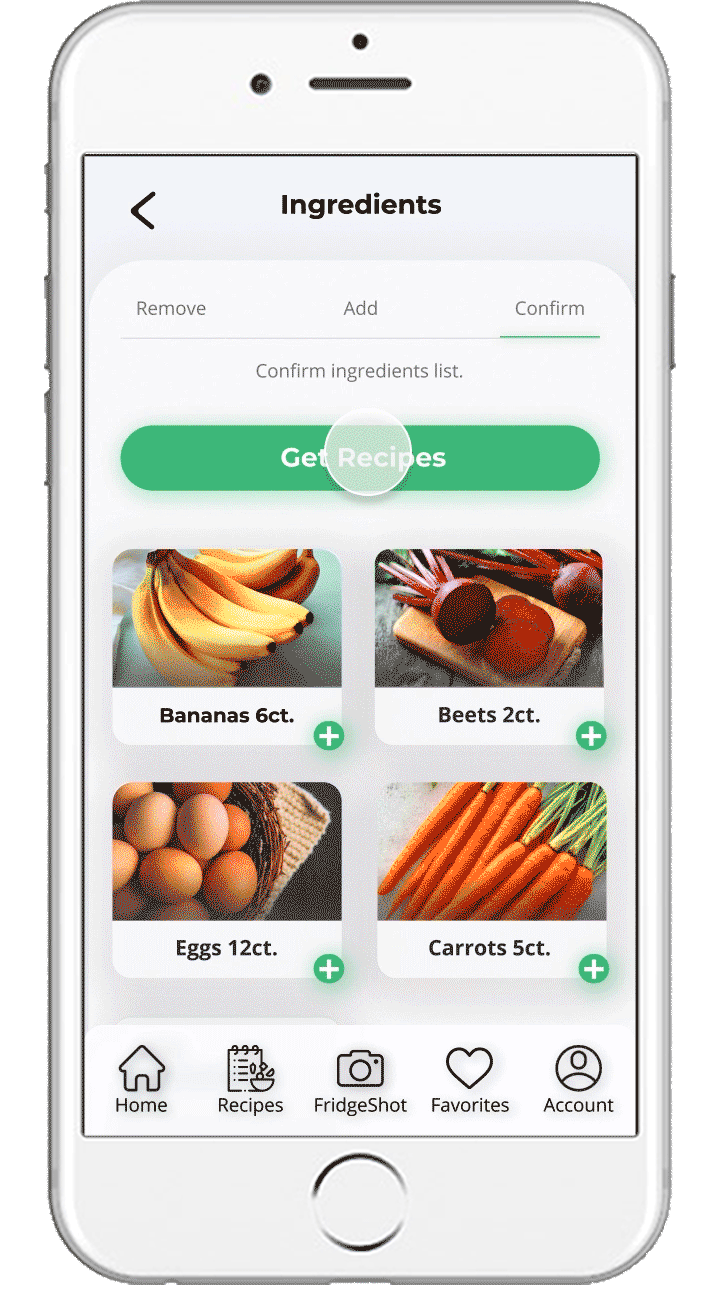 Ingredients
Remove Add Confirm
Confirm ingredients list.
Get Recipes
Bananas 6ct. Beets 2ct.
Eggs 12ct. Carrots 5ct.
Home Recipes FridgeShot Favorites Account